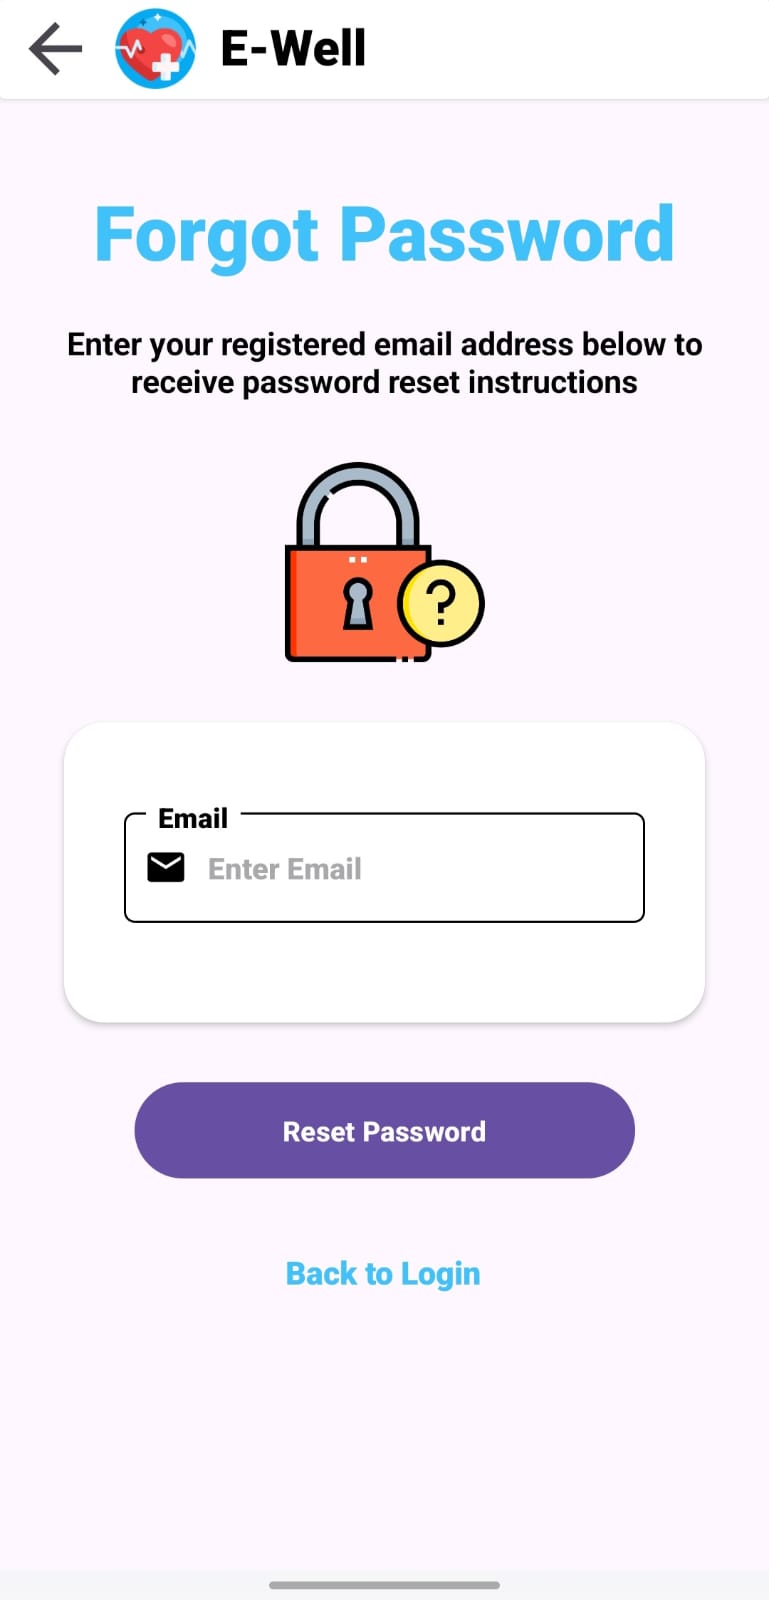 E-Well
Forgot Password
Enter your registered email address below to
receive password reset instructions
?
Email
Enter Email
Reset Password
Back to Login